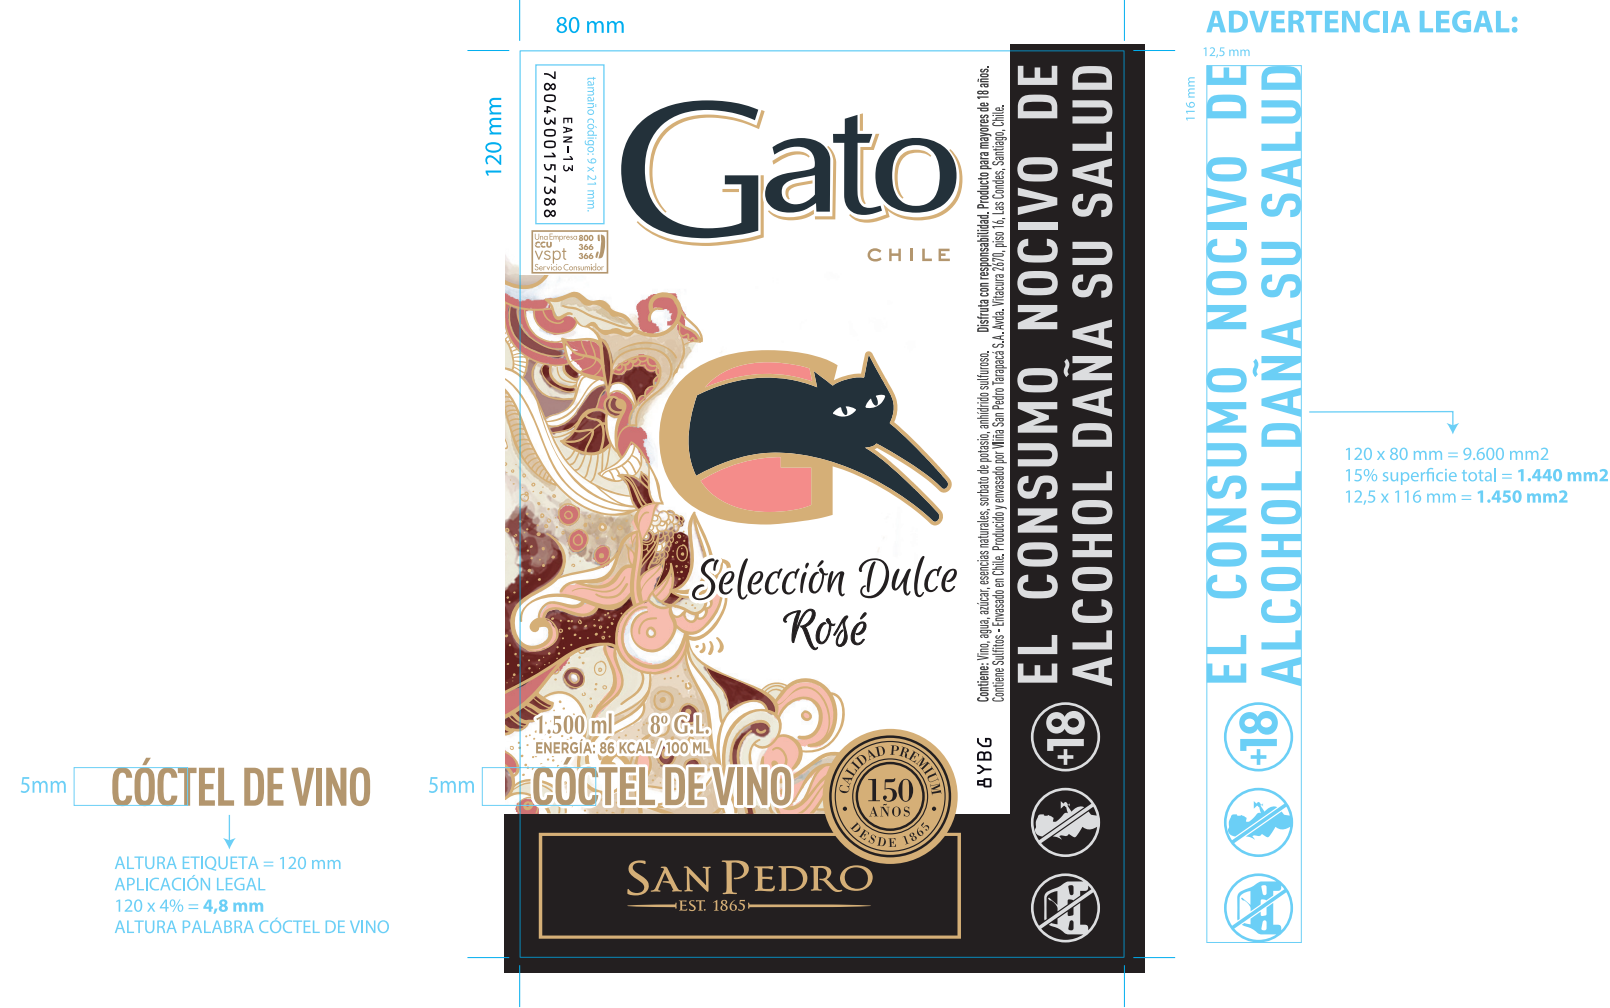 80 mm
ADVERTENCIA LEGAL:
12,5 mm
116 mm
120 mm
tamaño código: 9 x 21 mm.
EAN-13
7804300157388
Una Empresa
CCU
vspt
800
366
366
Servicio Consumidor
Gato
CHILE
Selección Dulce
Rosé
1.500 ml 8º G.L.
ENERGÍA: 86 KCAL / 100 ML
CÓCTEL DE VINO
CALIDAD PREMIUM
150
AÑOS
DESDE 1865
SAN PEDRO
EST. 1865
Contiene: Vino, agua, azúcar, esencias naturales, sorbato de potasio, anhídrido sulfuroso. Disfruta con responsabilidad. Producto para mayores de 18 años.
Contiene Sulfitos - Envasado en Chile. Producido y envasado por Viña San Pedro Tarapacá S.A. Avda. Vitacura 2670, piso 16, Las Condes, Santiago, Chile.
BYBG
EL CONSUMO NOCIVO DE
ALCOHOL DAÑA SU SALUD
+18
EL CONSUMO NOCIVO DE
ALCOHOL DAÑA SU SALUD
+18
120 x 80 mm = 9.600 mm2
15% superficie total = 1.440 mm2
12,5 x 116 mm = 1.450 mm2
5mm
CÓCTEL DE VINO
5mm
ALTURA ETIQUETA = 120 mm
APLICACIÓN LEGAL
120 x 4% = 4,8 mm
ALTURA PALABRA CÓCTEL DE VINO